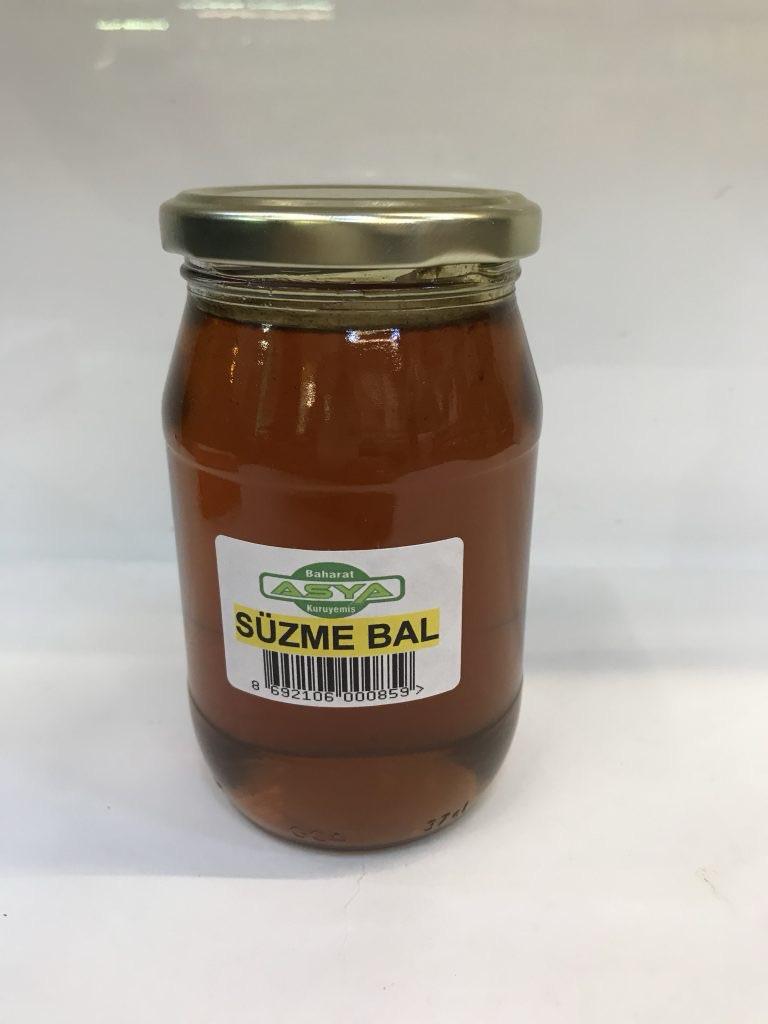 Baharat
ASYA
Kuruyemiş
SÜZME BAL
8 692106 000859 >